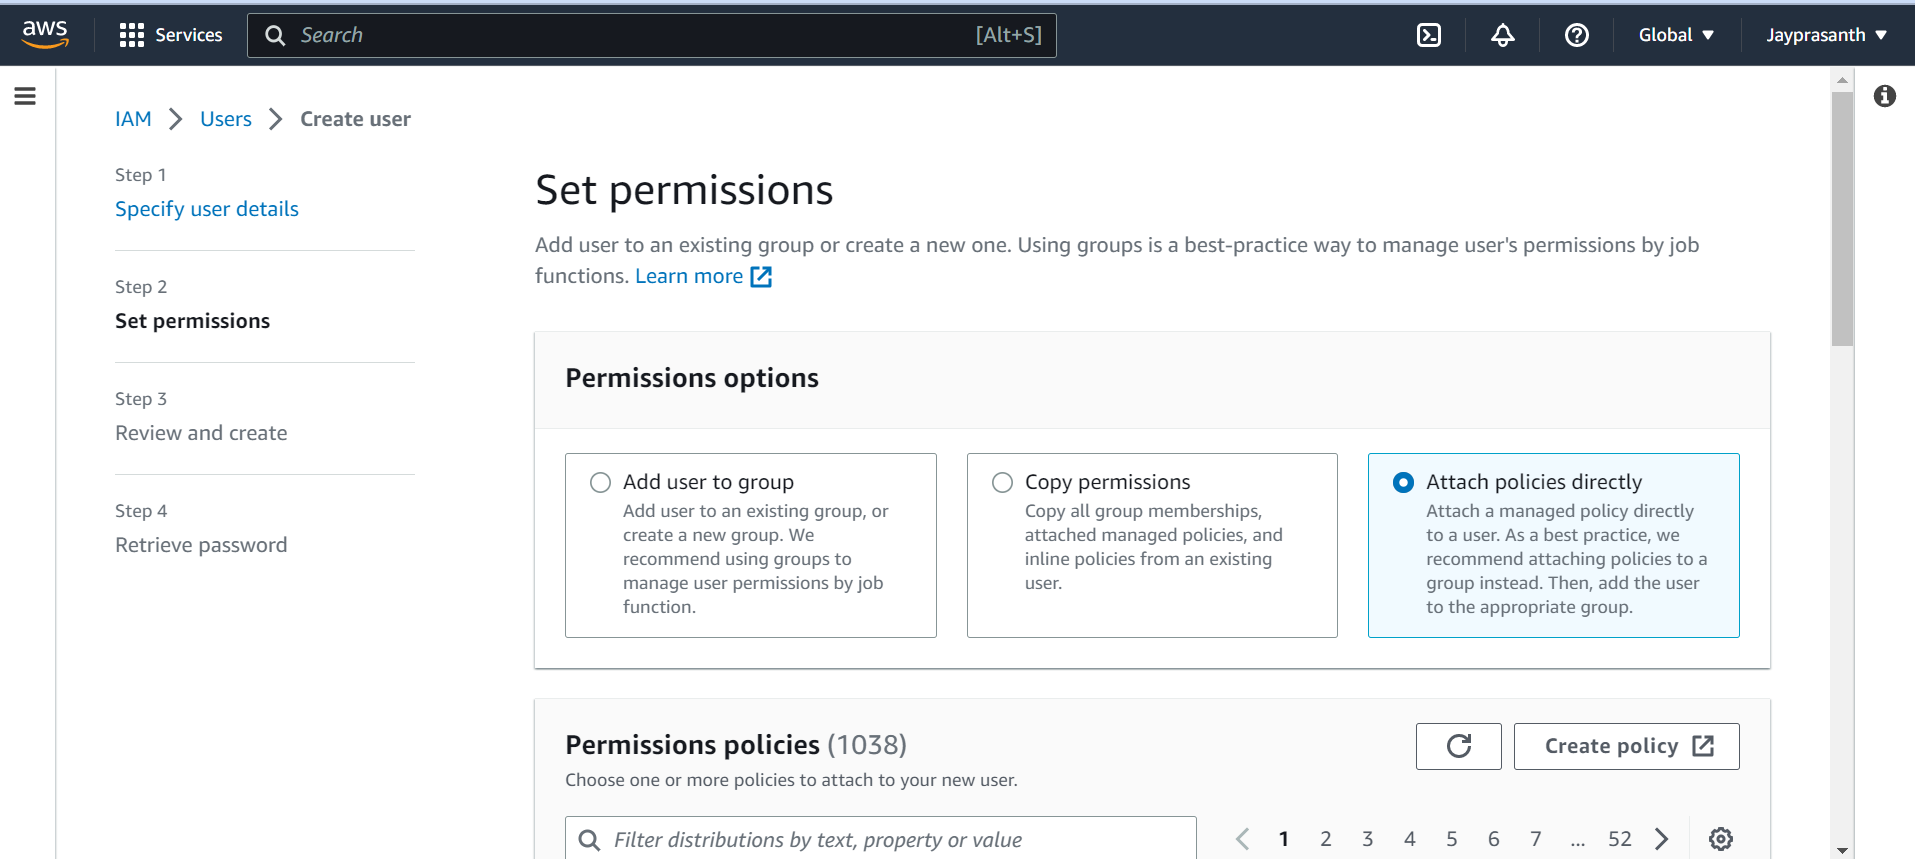 aws
Services
Search
[Alt+S]
Global
Jayprasanth
IAM
Users
Create user
Step 1
Specify user details
Step 2
Set permissions
Step 3
Review and create
Step 4
Retrieve password
Set permissions
Add user to an existing group or create a new one. Using groups is a best-practice way to manage user's permissions by job
functions. Learn more
Permissions options
Add user to group
Add user to an existing group, or
create a new group. We
recommend using groups to
manage user permissions by job
function.
Copy permissions
Copy all group memberships,
attached managed policies, and
inline policies from an existing
user.
Attach policies directly
Attach a managed policy directly
to a user. As a best practice, we
recommend attaching policies to a
group instead. Then, add the user
to the appropriate group.
Permissions policies (1038)
Choose one or more policies to attach to your new user.
Create policy
Filter distributions by text, property or value
1 2 3 4 5 6 7 ... 52